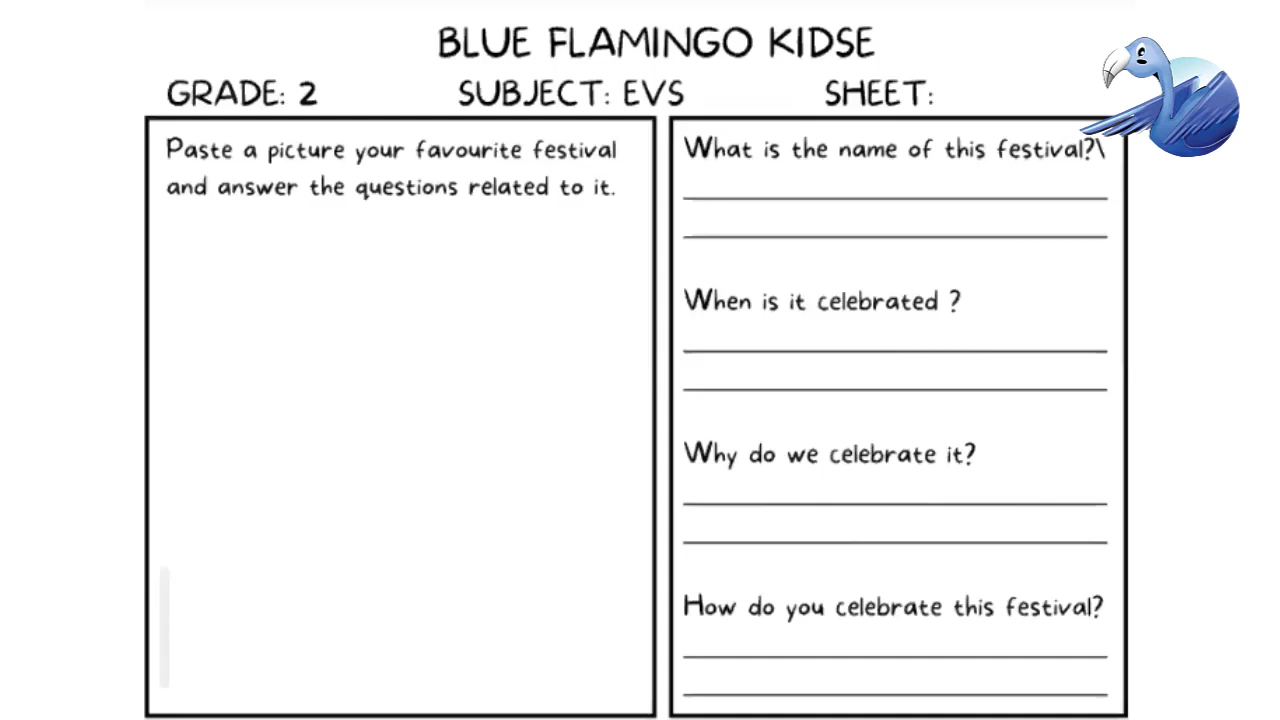 BLUE FLAMINGO KIDSE
GRADE: 2 SUBJECT: EVS SHEET:
Paste a picture your favourite festival
and answer the questions related to it.
What is the name of this festival?\
When is it celebrated ?
Why do we celebrate it?
How do you celebrate this festival?